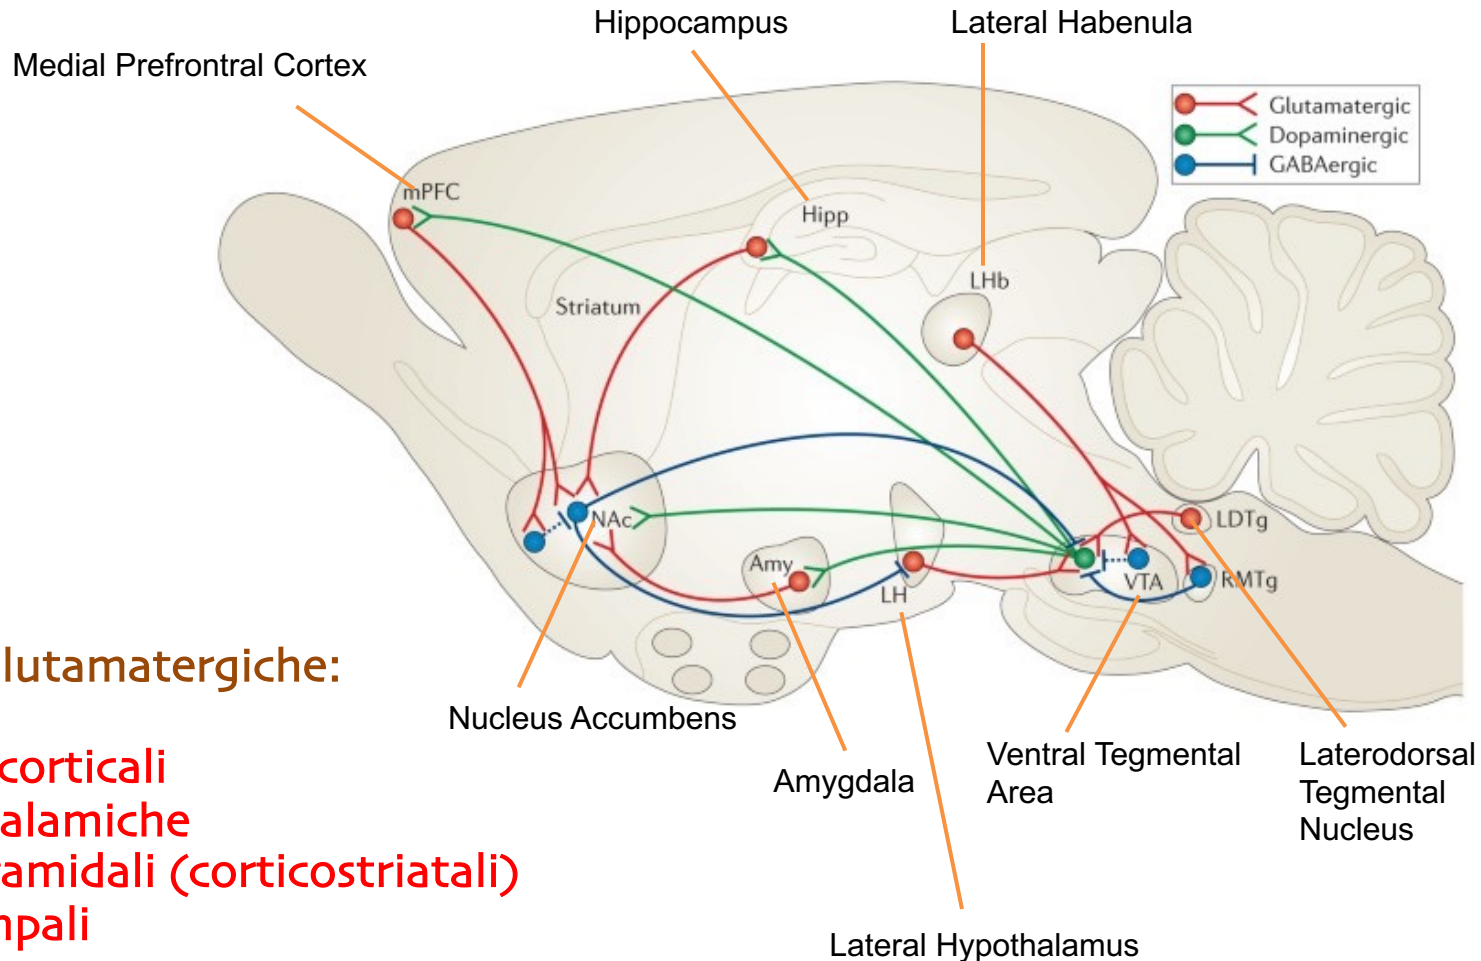 Hippocampus
Lateral Habenula
Medial Prefrontal Cortex
Glutamatergic
Dopaminergic
GABAergic
mPFC
Hipp
LHb
Striatum
NAc
LDTg
Amy
VTA
RMTg
LH
lutamatergiche:
Nucleus Accumbens
corticali
Ventral Tegmental
Area
Laterodorsal
Tegmental
Nucleus
Amygdala
alamiche
amidali (corticostriatali)
mpali
Lateral Hypothalamus